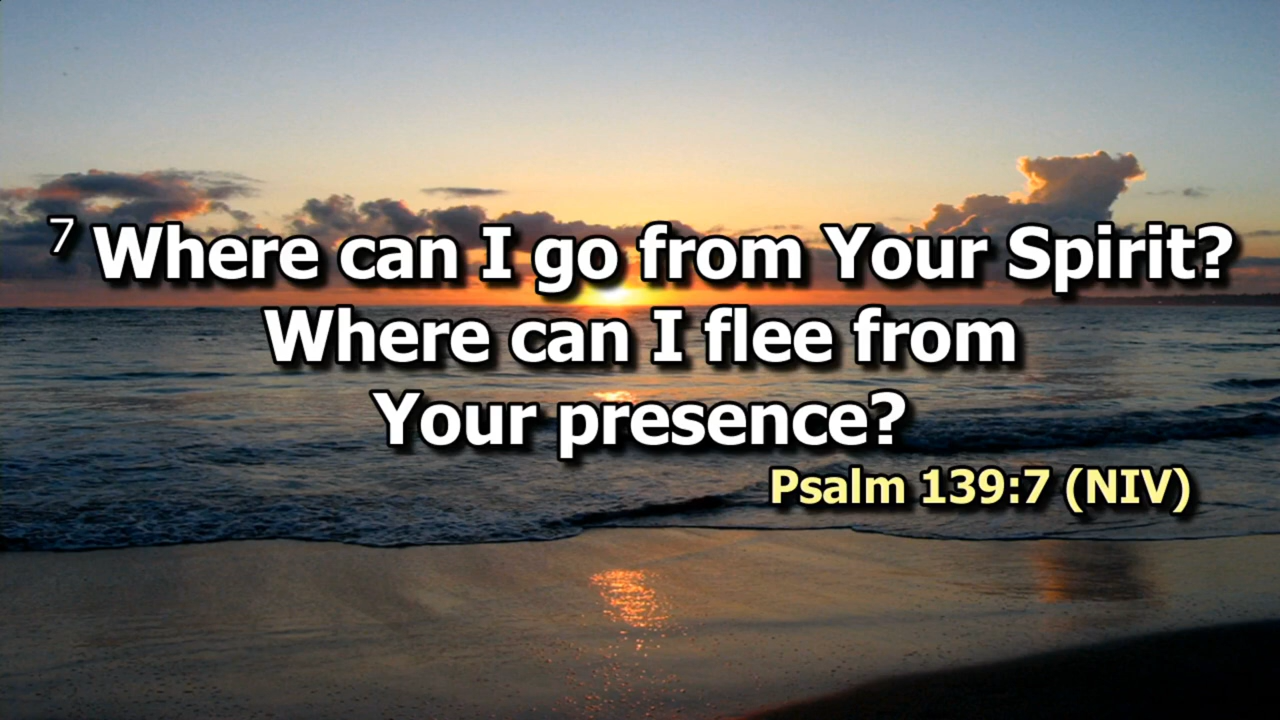 7 Where can I go from Your Spirit?
Where can I flee from
Your presence?
Psalm 139:7 (NIV)